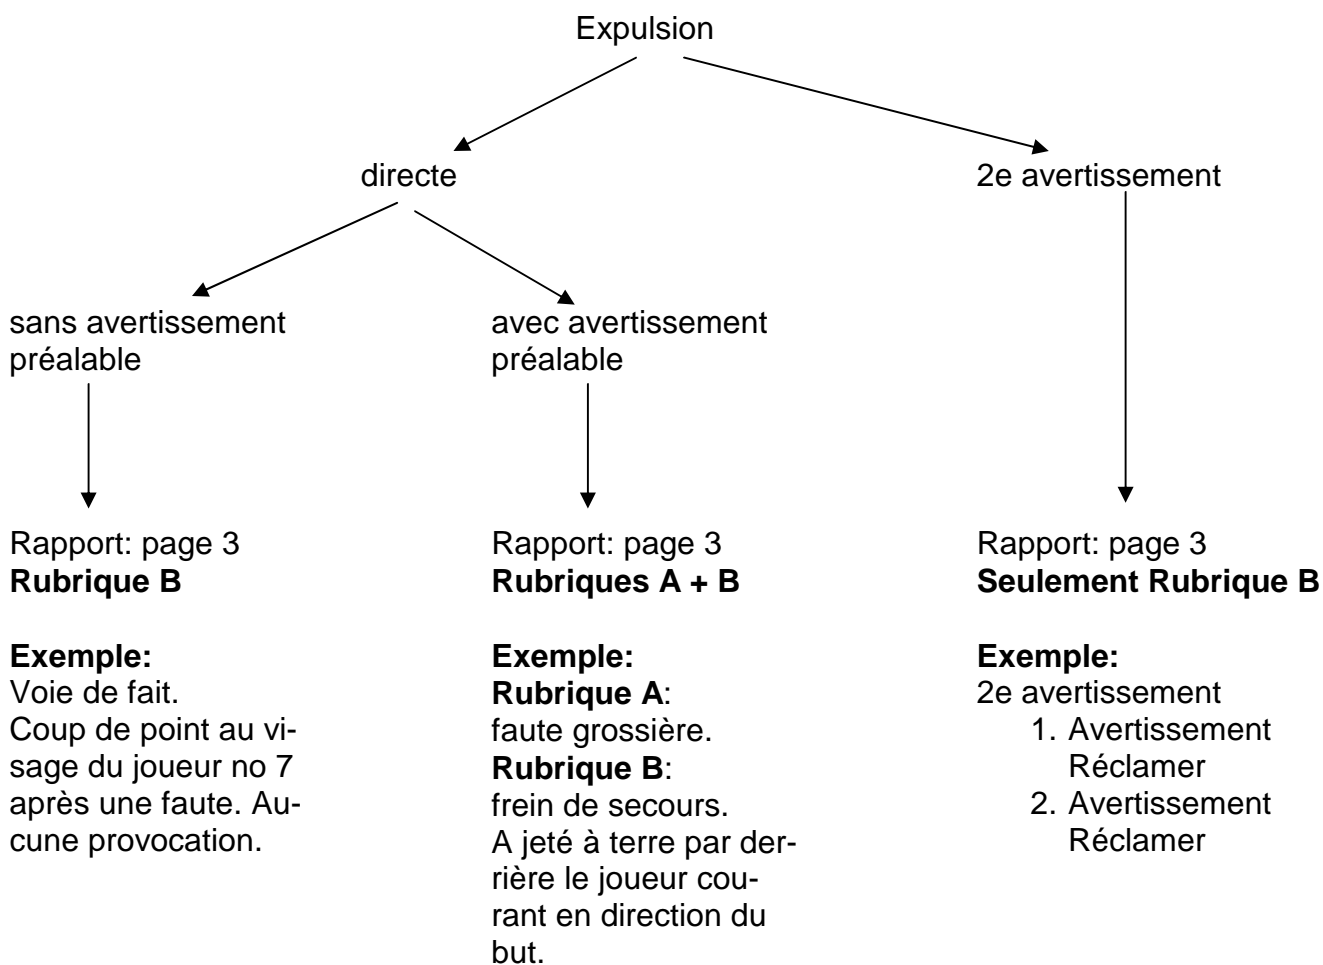 Expulsion
directe
2e avertissement
sans avertissement
préalable
avec avertissement
préalable
Rapport: page 3
Rubrique B
Exemple:
Voie de fait.
Coup de point au vi-
sage du joueur no 7
après une faute. Au-
cune provocation.
Rapport: page 3
Rubriques A + B
Exemple:
Rubrique A:
faute grossière.
Rubrique B:
frein de secours.
A jeté à terre par der-
rière le joueur cou-
rant en direction du
but.
Rapport: page 3
Seulement Rubrique B
Exemple:
2e avertissement
1. Avertissement
Réclamer
2. Avertissement
Réclamer